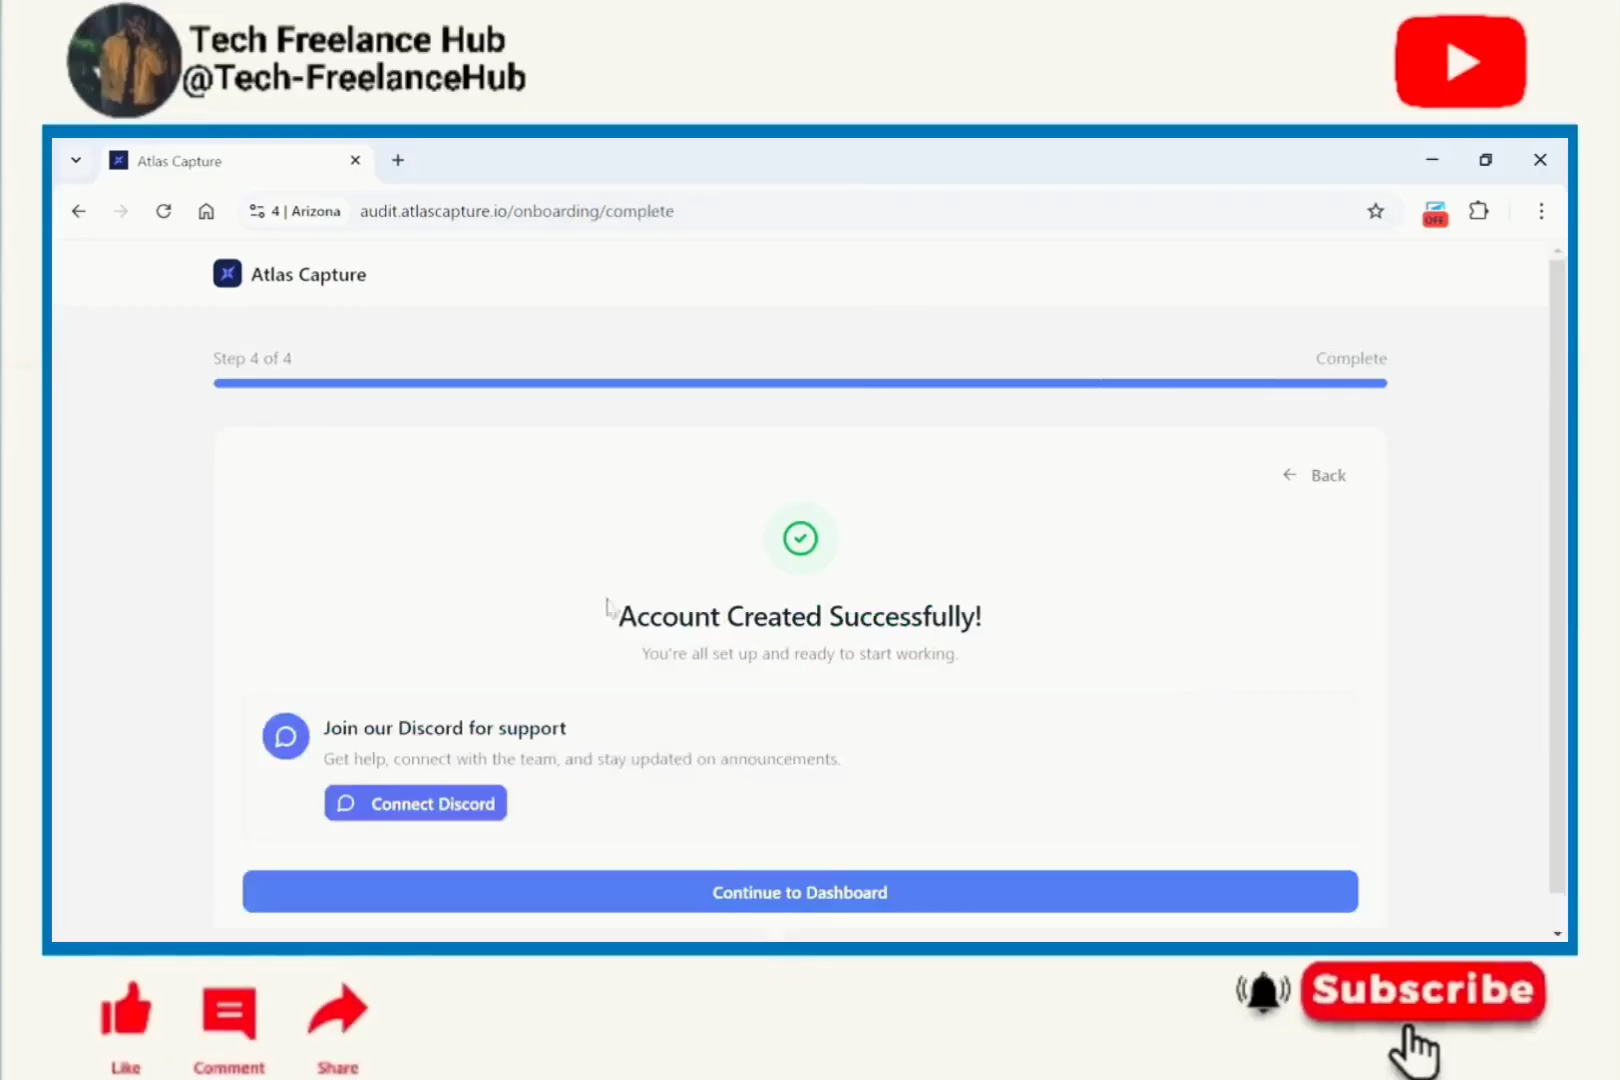 Tech Freelance Hub
@Tech-FreelanceHub
Atlas Capture
4 | Arizona
audit.atlascapture.io/onboarding/complete
OFF
Atlas Capture
Step 4 of 4
Complete
Back
Account Created Successfully!
You're all set up and ready to start working.
Join our Discord for support
Get help, connect with the team, and stay updated on announcements.
Connect Discord
Continue to Dashboard
Subscribe
Like
Comment
Share